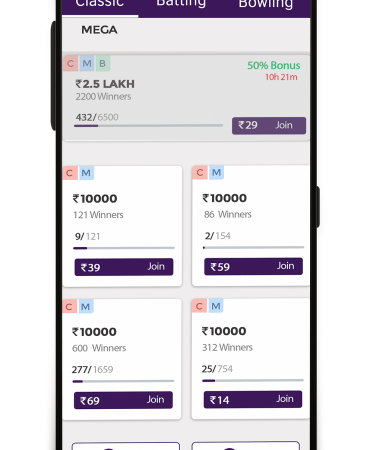 Classic Batting Bowling
MEGA
C M B
50% Bonus
10h 21m
₹2.5 LAKH
2200 Winners
432/6500
₹29 Join
C M
₹10000
121 Winners
9/121
₹39 Join
C M
₹10000
86 Winners
2/154
₹59 Join
C M
₹10000
600 Winners
277/1659
₹69 Join
C M
₹10000
312 Winners
25/754
₹14 Join